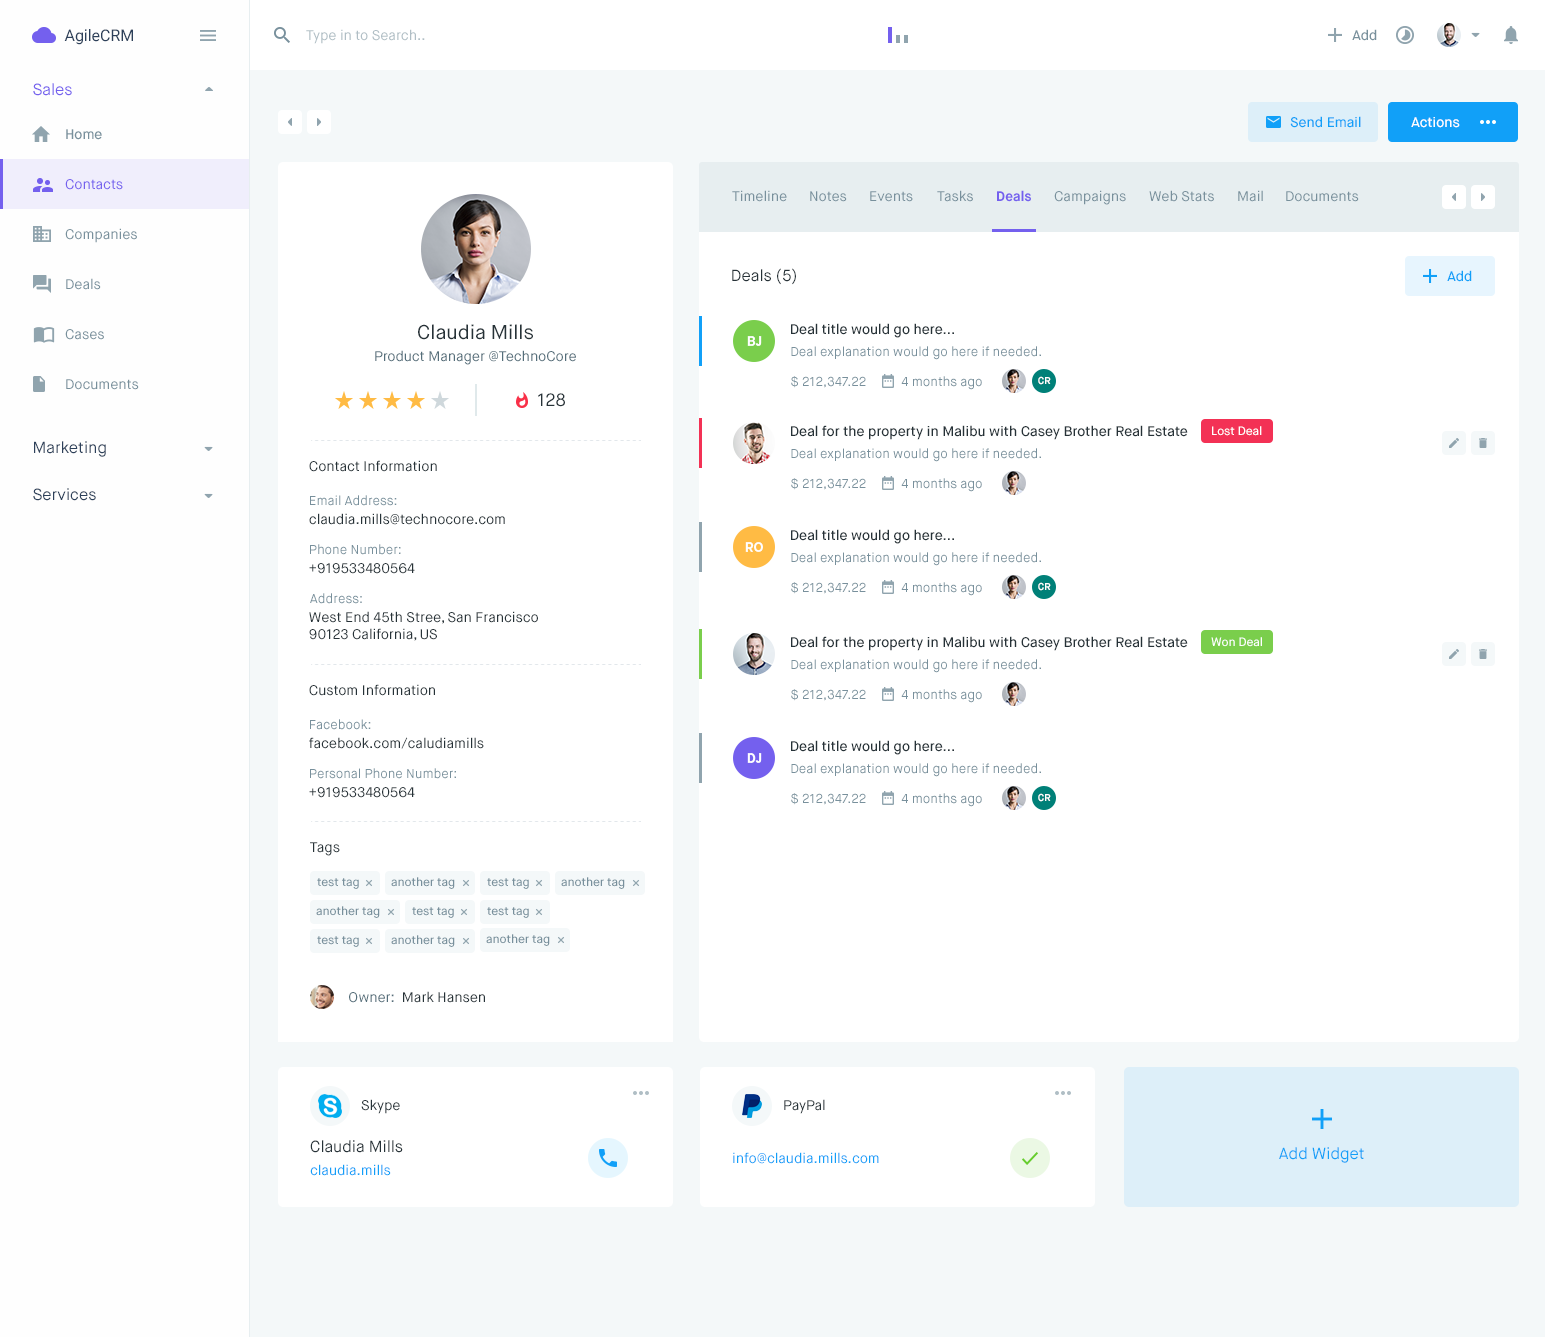 AgileCRM
Type in to Search..
Add
Sales
Home
Contacts
Companies
Deals
Cases
Documents
Marketing
Services
Send Email
Actions
Claudia Mills
Product Manager @TechnoCore
128
Contact Information
Email Address:
claudia.mills@technocore.com
Phone Number:
+919533480564
Address:
West End 45th Stree, San Francisco
90123 California, US
Custom Information
Facebook:
facebook.com/caludiamills
Personal Phone Number:
+919533480564
Tags
test tag × another tag × test tag × another tag ×
another tag × test tag × test tag ×
test tag × another tag × another tag ×
Owner: Mark Hansen
Timeline Notes Events Tasks Deals Campaigns Web Stats Mail Documents
Deals (5)
Add
BJ
Deal title would go here...
Deal explanation would go here if needed.
$ 212,347.22 4 months ago CR
Deal for the property in Malibu with Casey Brother Real Estate Lost Deal
Deal explanation would go here if needed.
$ 212,347.22 4 months ago
RO
Deal title would go here...
Deal explanation would go here if needed.
$ 212,347.22 4 months ago CR
Deal for the property in Malibu with Casey Brother Real Estate Won Deal
Deal explanation would go here if needed.
$ 212,347.22 4 months ago
DJ
Deal title would go here...
Deal explanation would go here if needed.
$ 212,347.22 4 months ago CR
Skype
Claudia Mills
claudia.mills
PayPal
info@claudia.mills.com
Add Widget